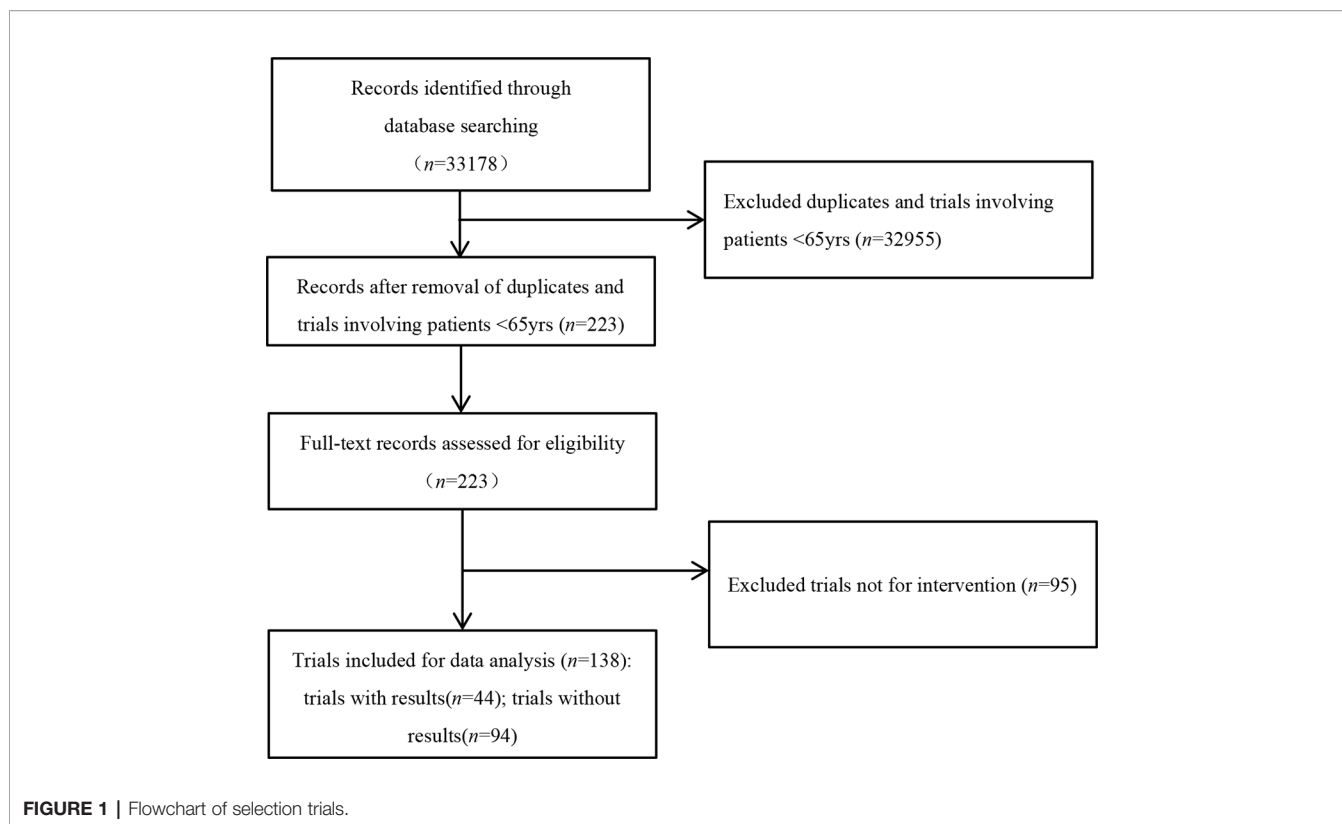 Records identified through
database searching
（n=33178）
Excluded duplicates and trials involving
patients <65yrs (n=32955)
Records after removal of duplicates and
trials involving patients <65yrs (n=223)
Full-text records assessed for eligibility
（n=223）
Excluded trials not for intervention (n=95)
Trials included for data analysis (n=138):
trials with results(n=44); trials without
results(n=94)
FIGURE 1 | Flowchart of selection trials.